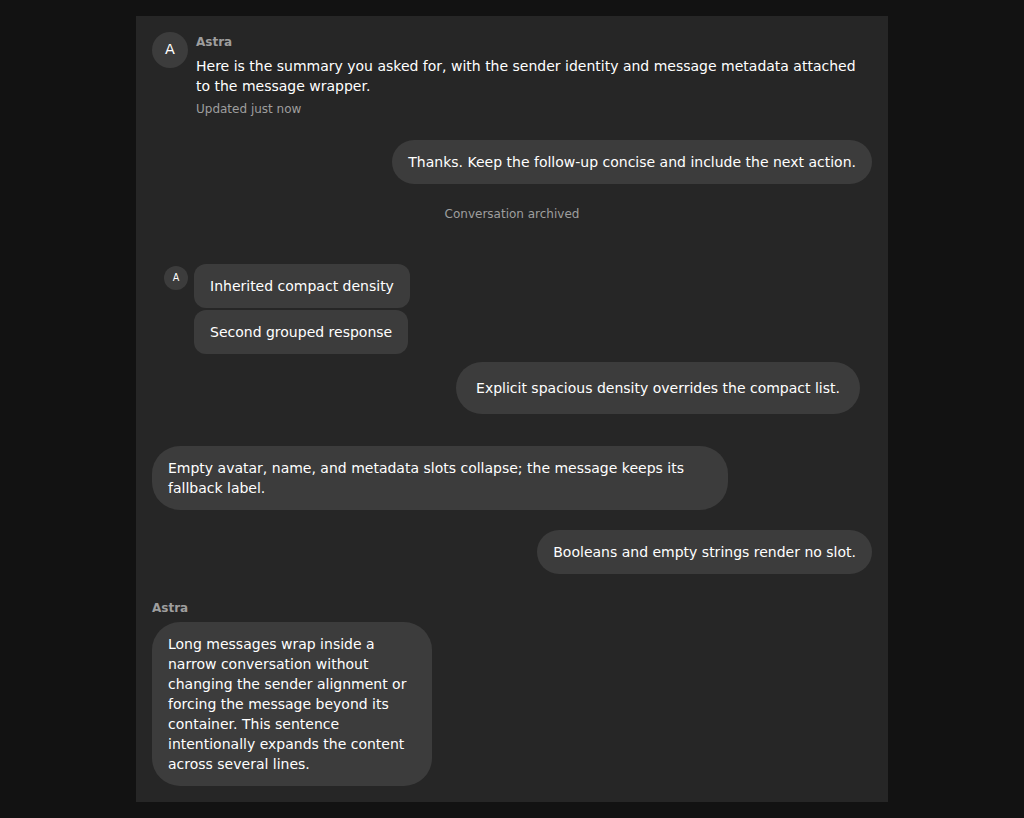 A
Astra
Here is the summary you asked for, with the sender identity and message metadata attached
to the message wrapper.
Updated just now
Thanks. Keep the follow-up concise and include the next action.
Conversation archived
A
Inherited compact density
Second grouped response
Explicit spacious density overrides the compact list.
Empty avatar, name, and metadata slots collapse; the message keeps its
fallback label.
Booleans and empty strings render no slot.
Astra
Long messages wrap inside a
narrow conversation without
changing the sender alignment or
forcing the message beyond its
container. This sentence
intentionally expands the content
across several lines.